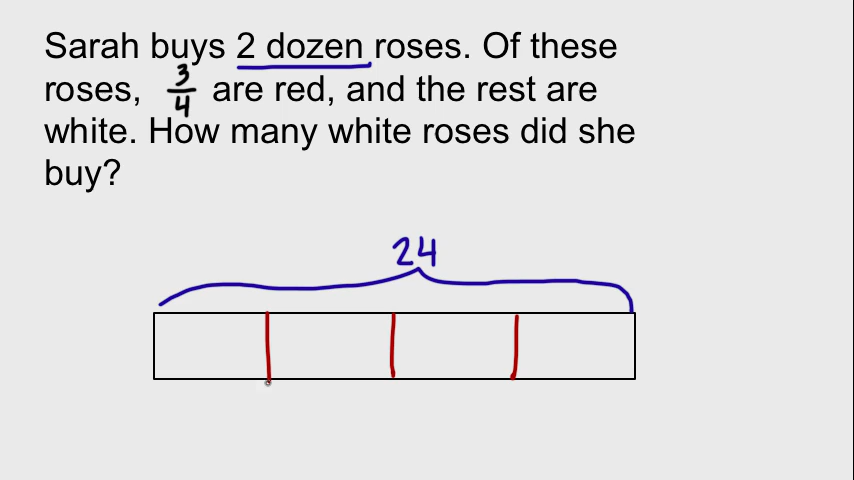 Sarah buys 2 dozen roses. Of these
roses, 3/4 are red, and the rest are
white. How many white roses did she
buy?
24